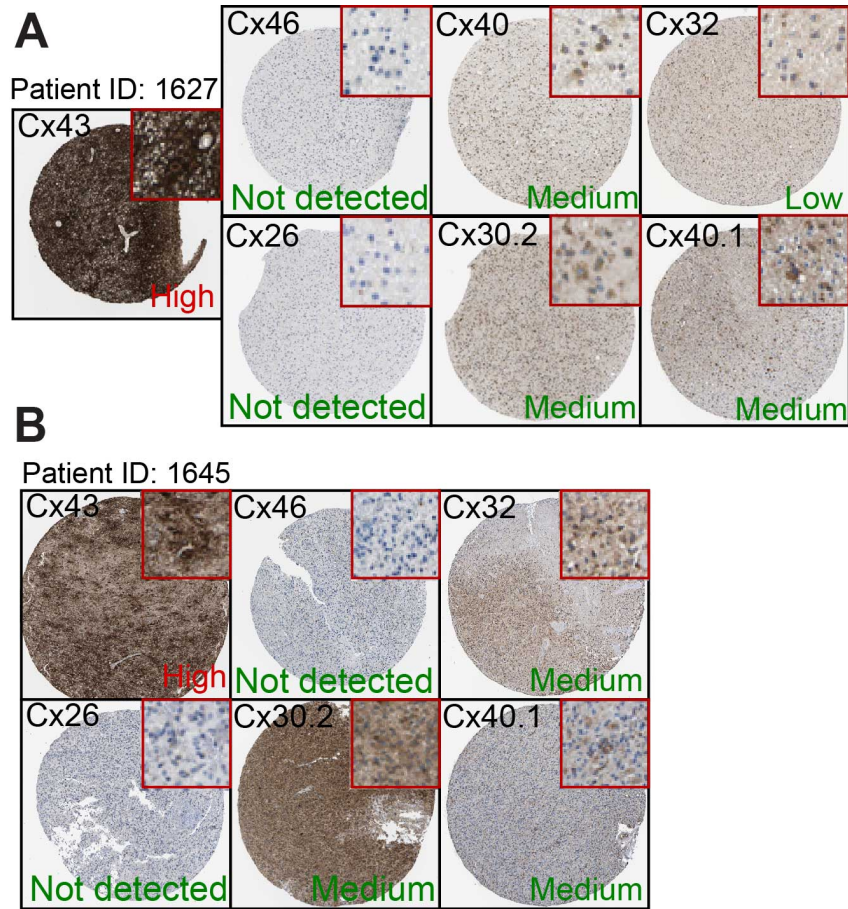 A
Patient ID: 1627
Cx43
High
Cx46
Not detected
Cx40
Medium
Cx32
Low
Cx26
Not detected
Cx30.2
Medium
Cx40.1
Medium
B
Patient ID: 1645
Cx43
High
Cx46
Not detected
Cx32
Medium
Cx26
Not detected
Cx30.2
Medium
Cx40.1
Medium